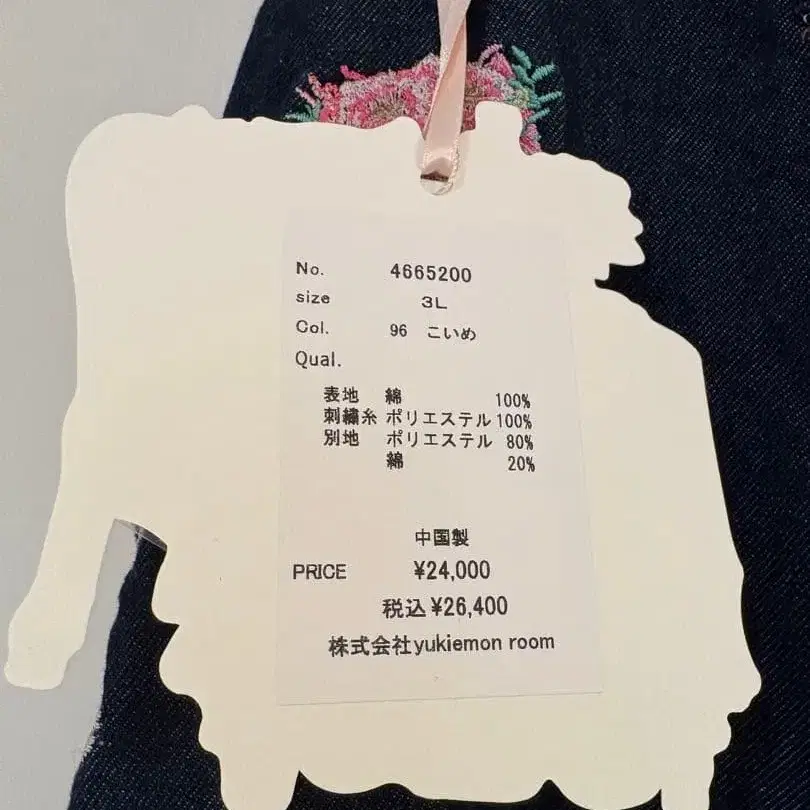 No. 4665200
size 3L
Col. 96 こいめ
Qual.
表地 綿 100%
刺繍糸 ポリエステル 100%
別地 ポリエステル 80%
綿 20%
中国製
PRICE ¥24,000
税込 ¥26,400
株式会社yukiemon room